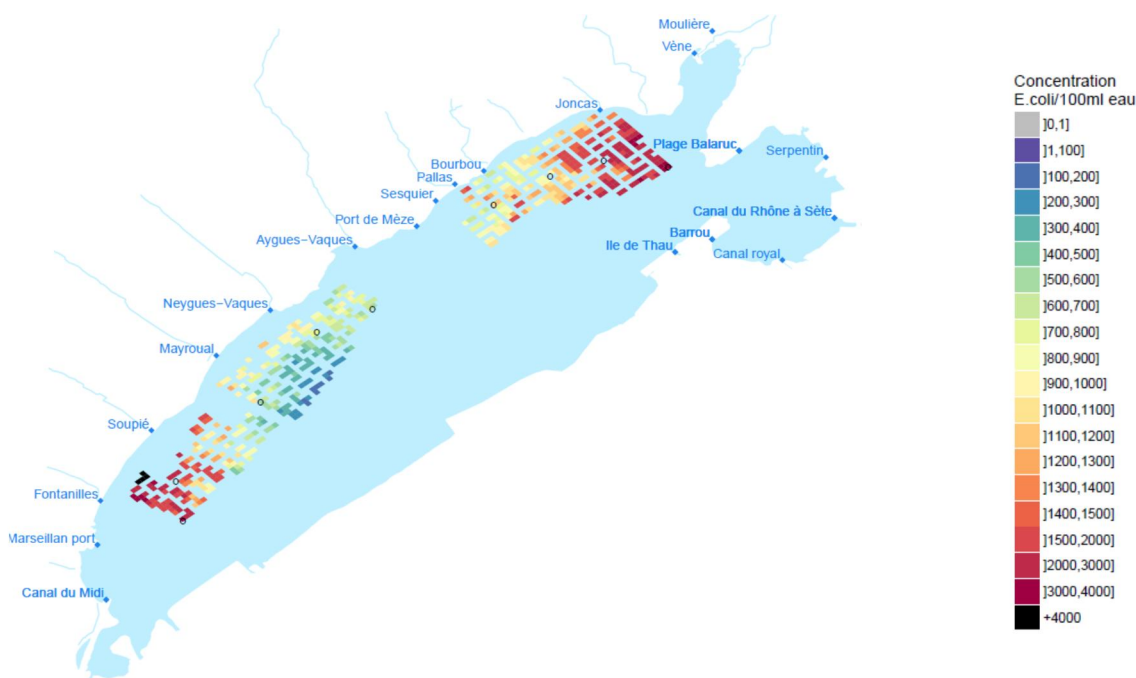 Moulière
Vène
Joncas
Plage Balaruc
Serpentin
Bourbou
Pallas
Sesquier
Port de Mèze
Canal du Rhône à Sète
Aygues-Vaques
Barrou
Ile de Thau
Canal royal
Neygues-Vaques
Mayroual
Soupié
Fontanilles
Marseillan port
Canal du Midi
Concentration
E.coli/100ml eau
]0,1]
]1,100]
]100,200]
]200,300]
]300,400]
]400,500]
]500,600]
]600,700]
]700,800]
]800,900]
]900,1000]
]1000,1100]
]1100,1200]
]1200,1300]
]1300,1400]
]1400,1500]
]1500,2000]
]2000,3000]
]3000,4000]
+4000